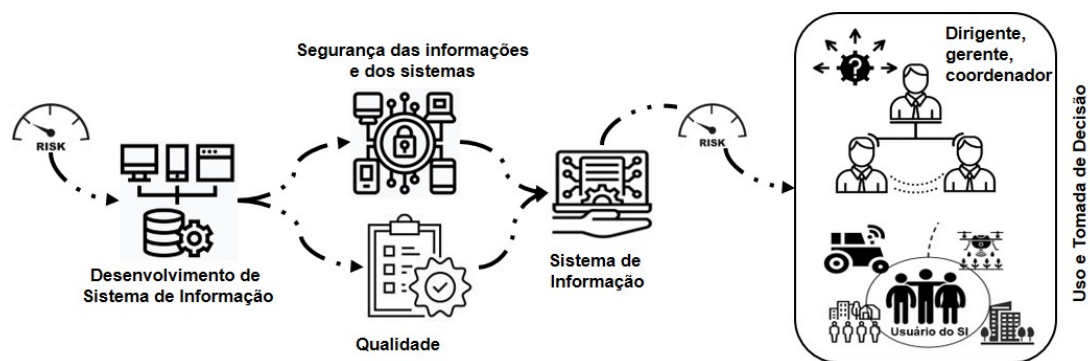 RISK
Desenvolvimento de
Sistema de Informação
Segurança das informações
e dos sistemas
Qualidade
Sistema de
Informação
RISK
Dirigente,
gerente,
coordenador
?
Usuário do SI
Uso e Tomada de Decisão